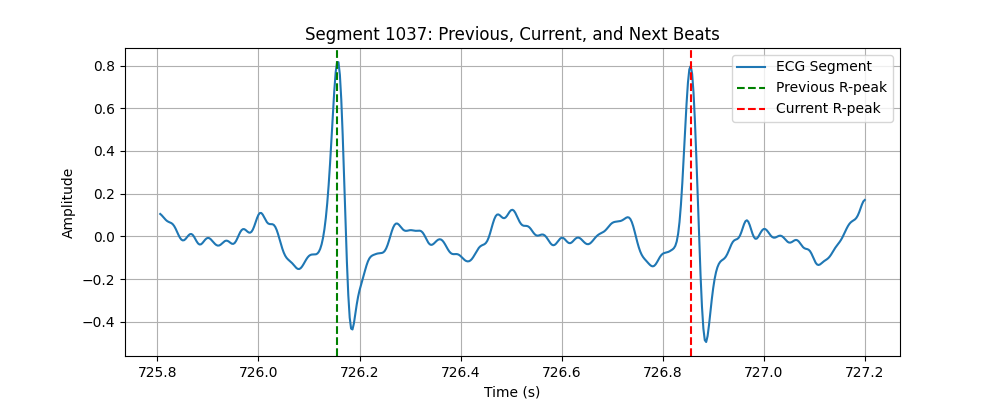 Segment 1037: Previous, Current, and Next Beats
ECG Segment
Previous R-peak
Current R-peak
Amplitude
0.8
0.6
0.4
0.2
0.0
−0.2
−0.4
725.8 726.0 726.2 726.4 726.6 726.8 727.0 727.2
Time (s)